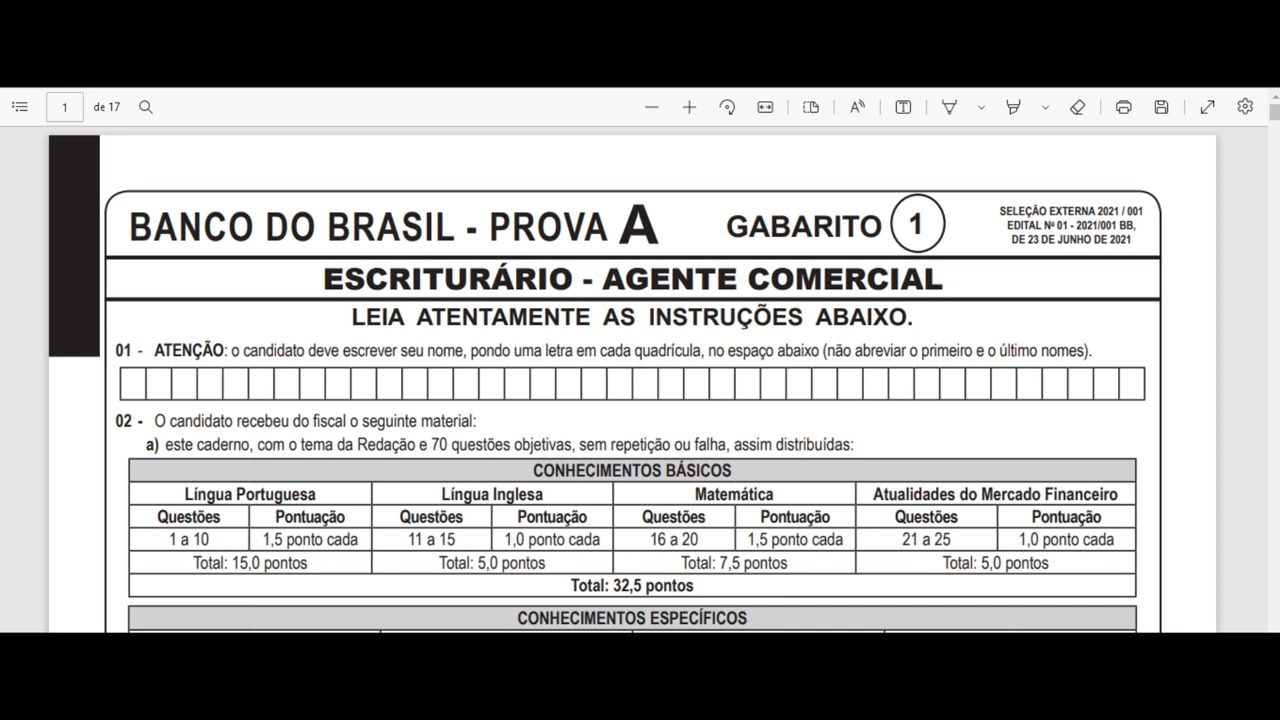 1 de 17
BANCO DO BRASIL - PROVA A GABARITO 1
SELEÇÃO EXTERNA 2021 / 001
EDITAL Nº 01 - 2021/001 BB,
DE 23 DE JUNHO DE 2021
ESCRITURÁRIO - AGENTE COMERCIAL
LEIA ATENTAMENTE AS INSTRUÇÕES ABAIXO.
01 - ATENÇÃO: o candidato deve escrever seu nome, pondo uma letra em cada quadrícula, no espaço abaixo (não abreviar o primeiro e o último nomes).
02 - O candidato recebeu do fiscal o seguinte material:
a) este caderno, com o tema da Redação e 70 questões objetivas, sem repetição ou falha, assim distribuídas:
CONHECIMENTOS BÁSICOS
Língua Portuguesa Língua Inglesa Matemática Atualidades do Mercado Financeiro
Questões Pontuação Questões Pontuação Questões Pontuação Questões Pontuação
1 a 10 1,5 ponto cada 11 a 15 1,0 ponto cada 16 a 20 1,5 ponto cada 21 a 25 1,0 ponto cada
Total: 15,0 pontos Total: 5,0 pontos Total: 7,5 pontos Total: 5,0 pontos
Total: 32,5 pontos
CONHECIMENTOS ESPECÍFICOS